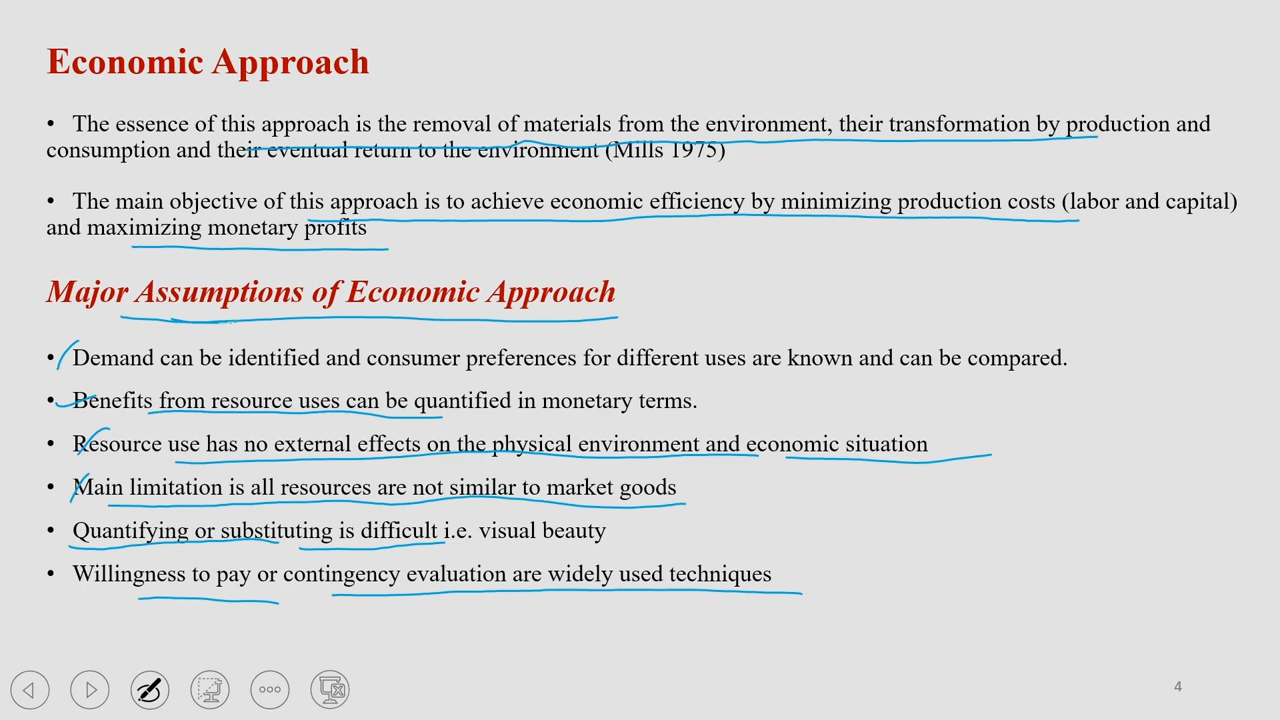 Economic Approach
• The essence of this approach is the removal of materials from the environment, their transformation by production and
consumption and their eventual return to the environment (Mills 1975)
• The main objective of this approach is to achieve economic efficiency by minimizing production costs (labor and capital)
and maximizing monetary profits
Major Assumptions of Economic Approach
• Demand can be identified and consumer preferences for different uses are known and can be compared.
• Benefits from resource uses can be quantified in monetary terms.
• Resource use has no external effects on the physical environment and economic situation
• Main limitation is all resources are not similar to market goods
• Quantifying or substituting is difficult i.e. visual beauty
• Willingness to pay or contingency evaluation are widely used techniques
4